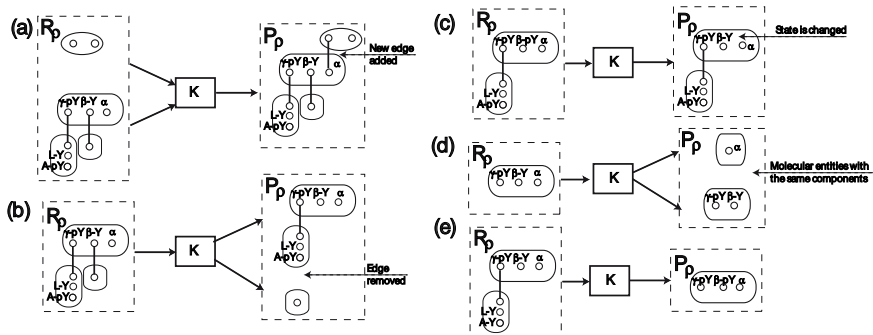 (a)
Rρ
γ-pY β-Y α
L-Y
A-pY
K
Pρ
New edge
added
γ-pY β-Y α
L-Y
A-pY
(b)
Rρ
γ-pY β-Y α
L-Y
A-pY
K
Pρ
γ-pY β-Y α
L-Y
A-pY
Edge
removed
(c)
Rρ
γ-pY β-pY α
L-Y
A-pY
K
Pρ
State is changed
γ-pY β-Y α
L-Y
A-pY
(d)
Rρ
γ-pY β-Y α
K
Pρ
α
Molecular entities with
the same components
γ-pY β-Y
(e)
Rρ
γ-pY β-Y α
L-Y
A-Y
K
Pρ
γ-pY β-pY α